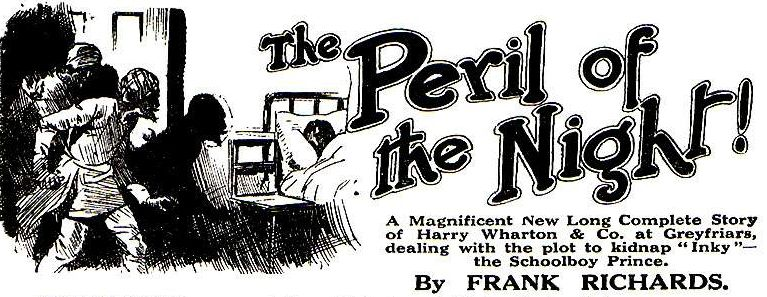 The Peril of
the Night!
A Magnificent New Long Complete Story
of Harry Wharton & Co. at Greyfriars,
dealing with the plot to kidnap "Inky"—
the Schoolboy Prince.
By FRANK RICHARDS.